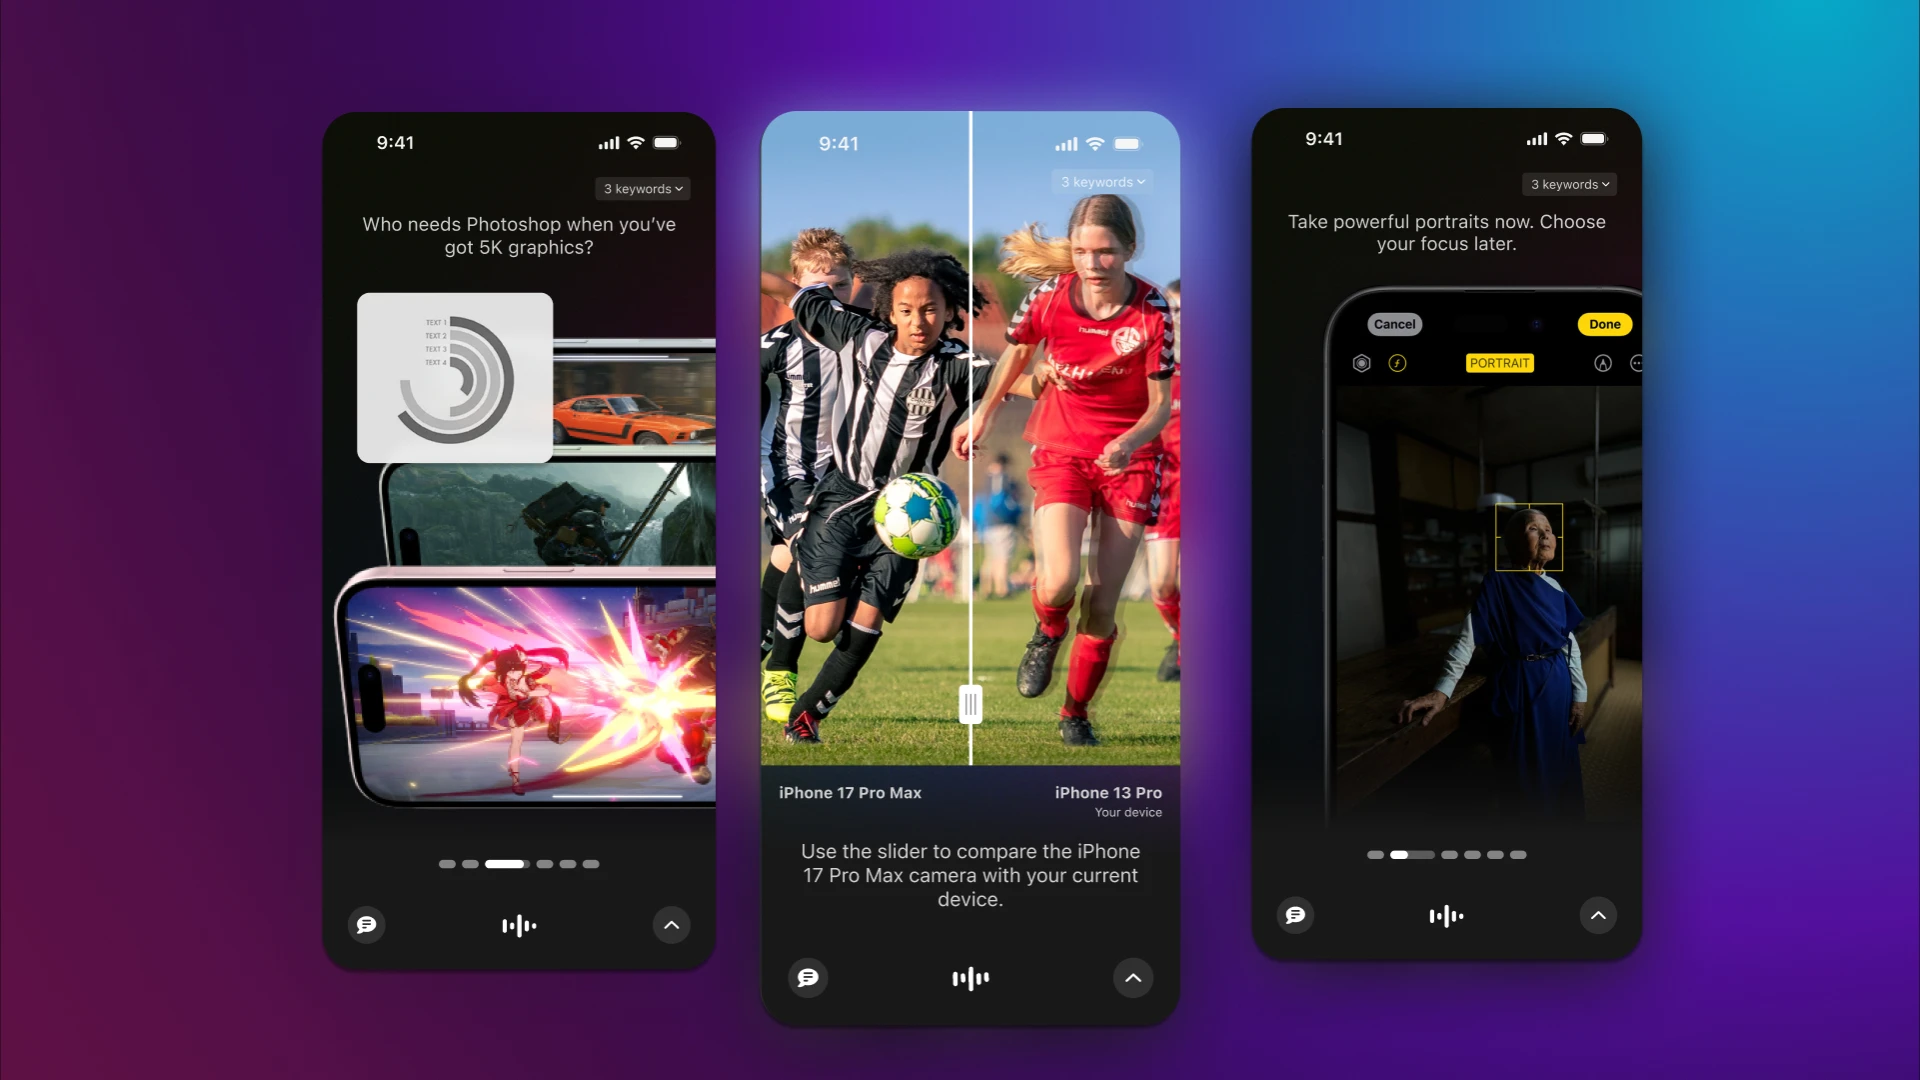 9:41
3 keywords
Who needs Photoshop when you’ve
got 5K graphics?
TEXT 1
TEXT 2
TEXT 3
TEXT 4
9:41
3 keywords
hummel
hummel
hummel
iPhone 17 Pro Max
iPhone 13 Pro
Your device
Use the slider to compare the iPhone
17 Pro Max camera with your current
device.
9:41
3 keywords
Take powerful portraits now. Choose
your focus later.
Cancel
Done
PORTRAIT